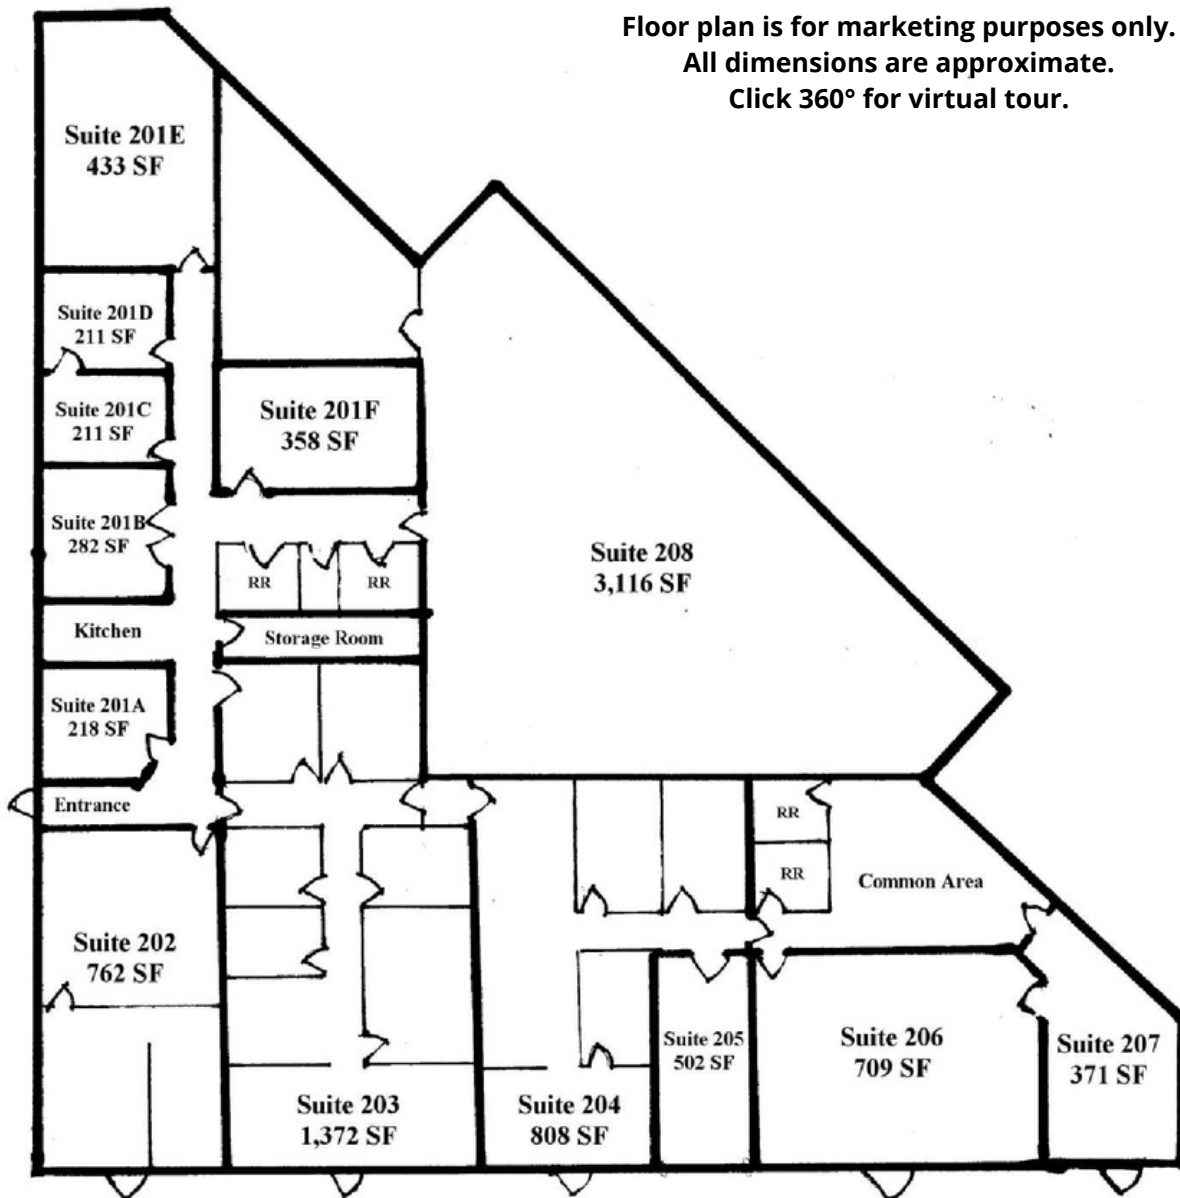 Floor plan is for marketing purposes only.
All dimensions are approximate.
Click 360° for virtual tour.
Suite 201E
433 SF
Suite 201D
211 SF
Suite 201C
211 SF
Suite 201F
358 SF
Suite 201B
282 SF
Suite 208
3,116 SF
RR
RR
Kitchen
Storage Room
Suite 201A
218 SF
Entrance
RR
RR
Common Area
Suite 202
762 SF
Suite 205
502 SF
Suite 206
709 SF
Suite 207
371 SF
Suite 203
1,372 SF
Suite 204
808 SF